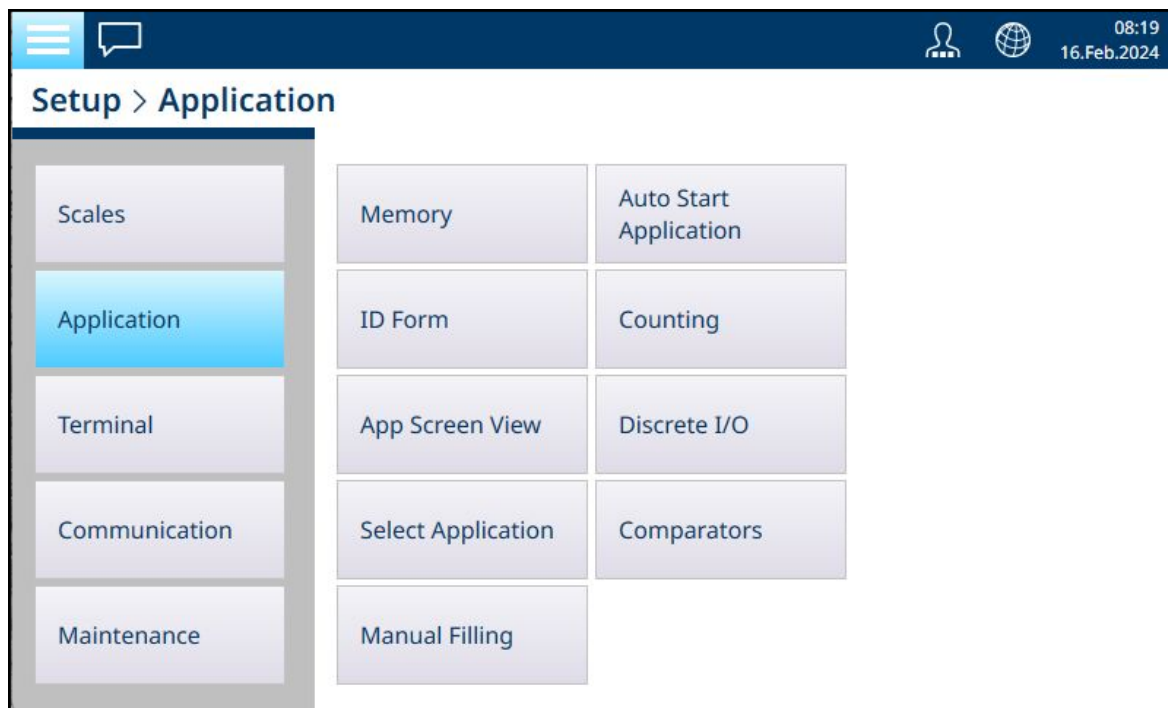 08:19
16.Feb.2024
Setup > Application
Scales
Application
Terminal
Communication
Maintenance
Memory
Auto Start
Application
ID Form
Counting
App Screen View
Discrete I/O
Select Application
Comparators
Manual Filling